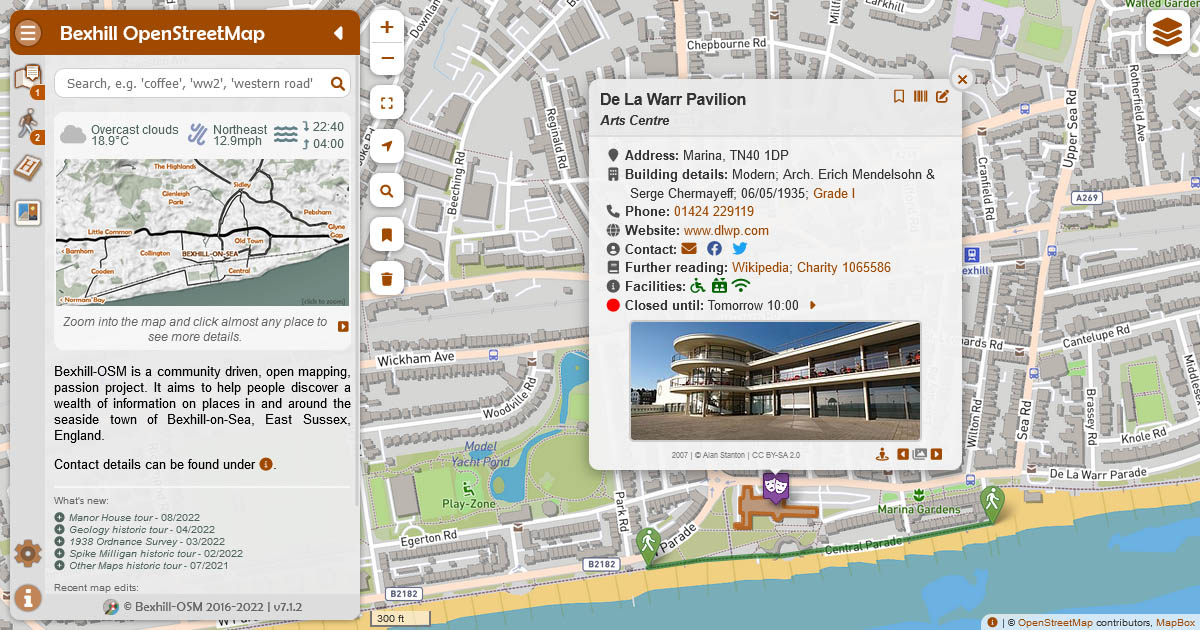 Bexhill OpenStreetMap
1
Search, e.g. 'coffee', 'ww2', 'western road'
2
Overcast clouds
18.9°C
Northeast
12.9mph
22:40
04:00
The Highlands
Sidley
Glenleigh
Park
Pebsham
Glyne
Gap
Little Common
Old Town
Barnhorn
Collington
BEXHILL-ON-SEA
Cooden
Central
Normans Bay
[click to zoom]
Zoom into the map and click almost any place to
see more details.
Bexhill-OSM is a community driven, open mapping,
passion project. It aims to help people discover a
wealth of information on places in and around the
seaside town of Bexhill-on-Sea, East Sussex,
England.
Contact details can be found under i.
What's new:
Manor House tour - 08/2022
Geology historic tour - 04/2022
1938 Ordnance Survey - 03/2022
Spike Milligan historic tour - 02/2022
Other Maps historic tour - 07/2021
Recent map edits:
© Bexhill-OSM 2016-2022 | v7.1.2
+
−
De La Warr Pavilion
Arts Centre
Address: Marina, TN40 1DP
Building details: Modern; Arch. Erich Mendelsohn &
Serge Chermayeff; 06/05/1935; Grade I
Phone: 01424 229119
Website: www.dlwp.com
Contact:
Further reading: Wikipedia; Charity 1065586
Facilities:
Closed until: Tomorrow 10:00
2007 | © Alan Stanton | CC BY-SA 2.0
Chepbourne Rd
Larkhill
Walled Garden
Reginald Rd
Beeching Rd
Rotherfield Ave
Upper Sea Rd
Cranfield Rd
A269
Bexhill
Wickham Ave
Woodville Rd
Model
Yacht Pond
Play-Zone
Egerton Rd
Park Rd
Parade
B2182
B2182
Central Parade
Marina Gardens
De La Warr Parade
Wilton Rd
Sea Rd
Brassey Rd
Cantelupe Rd
Knole Rd
300 ft
| © OpenStreetMap contributors, MapBox